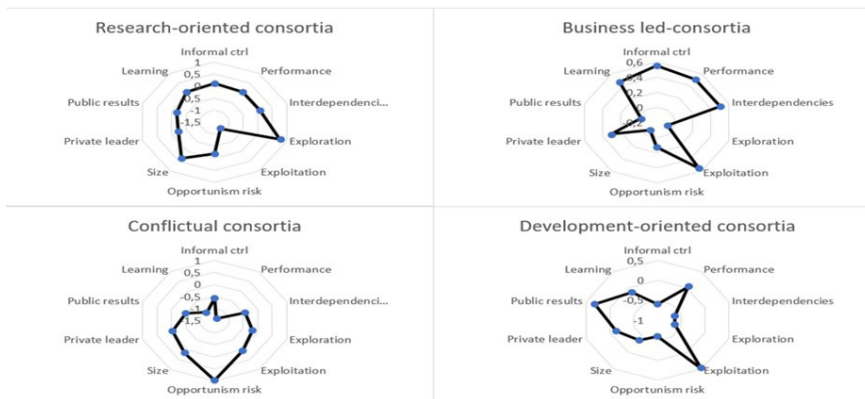 Research-oriented consortia
Informal ctrl
Performance
Interdependenci...
Exploration
Exploitation
Opportunism risk
Size
Private leader
Public results
Learning
1
0,5
0
-0,5
-1
-1,5
Business led-consortia
Informal ctrl
Performance
Interdependencies
Exploration
Exploitation
Opportunism risk
Size
Private leader
Public results
Learning
0,6
0,4
0,2
0
-0,2
Conflictual consortia
Informal ctrl
Performance
Interdependenci...
Exploration
Exploitation
Opportunism risk
Size
Private leader
Public results
Learning
1
0,5
0
-0,5
-1
-1,5
Development-oriented consortia
Informal ctrl
Performance
Interdependencies
Exploration
Exploitation
Opportunism risk
Size
Private leader
Public results
Learning
0,5
0
-0,5
-1